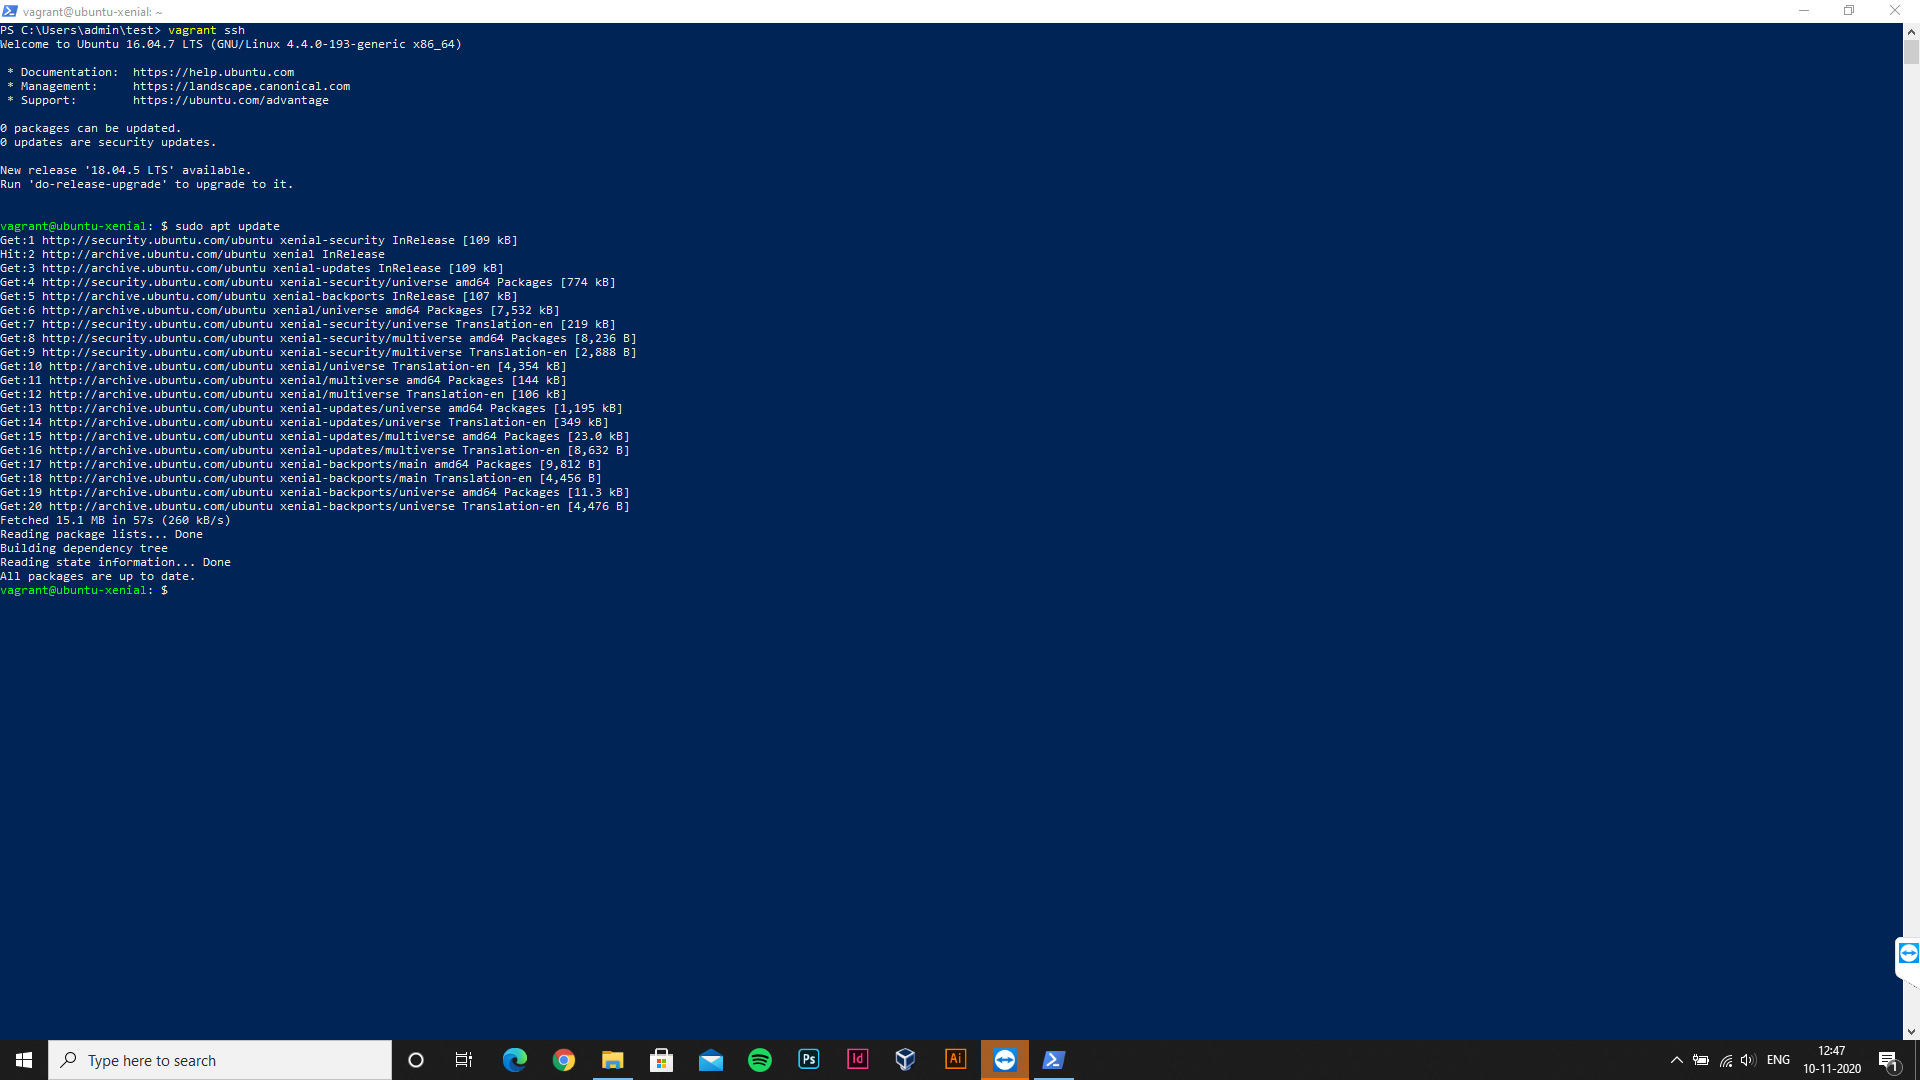 vagrant@ubuntu-xenial: ~
PS C:\Users\admin\test> vagrant ssh
Welcome to Ubuntu 16.04.7 LTS (GNU/Linux 4.4.0-193-generic x86_64)
* Documentation:  https://help.ubuntu.com
* Management:     https://landscape.canonical.com
* Support:        https://ubuntu.com/advantage
0 packages can be updated.
0 updates are security updates.
New release '18.04.5 LTS' available.
Run 'do-release-upgrade' to upgrade to it.
vagrant@ubuntu-xenial: $ sudo apt update
Get:1 http://security.ubuntu.com/ubuntu xenial-security InRelease [109 kB]
Hit:2 http://archive.ubuntu.com/ubuntu xenial InRelease
Get:3 http://archive.ubuntu.com/ubuntu xenial-updates InRelease [109 kB]
Get:4 http://security.ubuntu.com/ubuntu xenial-security/universe amd64 Packages [774 kB]
Get:5 http://archive.ubuntu.com/ubuntu xenial-backports InRelease [107 kB]
Get:6 http://archive.ubuntu.com/ubuntu xenial/universe amd64 Packages [7,532 kB]
Get:7 http://security.ubuntu.com/ubuntu xenial-security/universe Translation-en [219 kB]
Get:8 http://security.ubuntu.com/ubuntu xenial-security/multiverse amd64 Packages [8,236 B]
Get:9 http://security.ubuntu.com/ubuntu xenial-security/multiverse Translation-en [2,888 B]
Get:10 http://archive.ubuntu.com/ubuntu xenial/universe Translation-en [4,354 kB]
Get:11 http://archive.ubuntu.com/ubuntu xenial/multiverse amd64 Packages [144 kB]
Get:12 http://archive.ubuntu.com/ubuntu xenial/multiverse Translation-en [106 kB]
Get:13 http://archive.ubuntu.com/ubuntu xenial-updates/universe amd64 Packages [1,195 kB]
Get:14 http://archive.ubuntu.com/ubuntu xenial-updates/universe Translation-en [349 kB]
Get:15 http://archive.ubuntu.com/ubuntu xenial-updates/multiverse amd64 Packages [23.0 kB]
Get:16 http://archive.ubuntu.com/ubuntu xenial-updates/multiverse Translation-en [8,632 B]
Get:17 http://archive.ubuntu.com/ubuntu xenial-backports/main amd64 Packages [9,812 B]
Get:18 http://archive.ubuntu.com/ubuntu xenial-backports/main Translation-en [4,456 B]
Get:19 http://archive.ubuntu.com/ubuntu xenial-backports/universe amd64 Packages [11.3 kB]
Get:20 http://archive.ubuntu.com/ubuntu xenial-backports/universe Translation-en [4,476 B]
Fetched 15.1 MB in 57s (260 kB/s)
Reading package lists... Done
Building dependency tree
Reading state information... Done
All packages are up to date.
vagrant@ubuntu-xenial: $
Type here to search
Ps
Id
Ai
ENG
12:47
10-11-2020
1